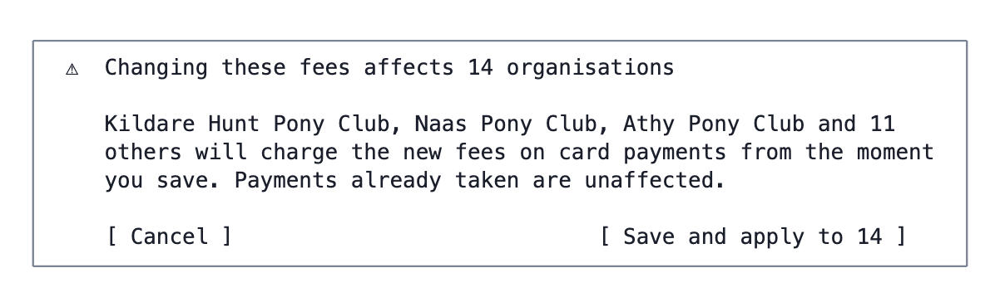 ⚠ Changing these fees affects 14 organisations
Kildare Hunt Pony Club, Naas Pony Club, Athy Pony Club and 11
others will charge the new fees on card payments from the moment
you save. Payments already taken are unaffected.
[ Cancel ] [ Save and apply to 14 ]